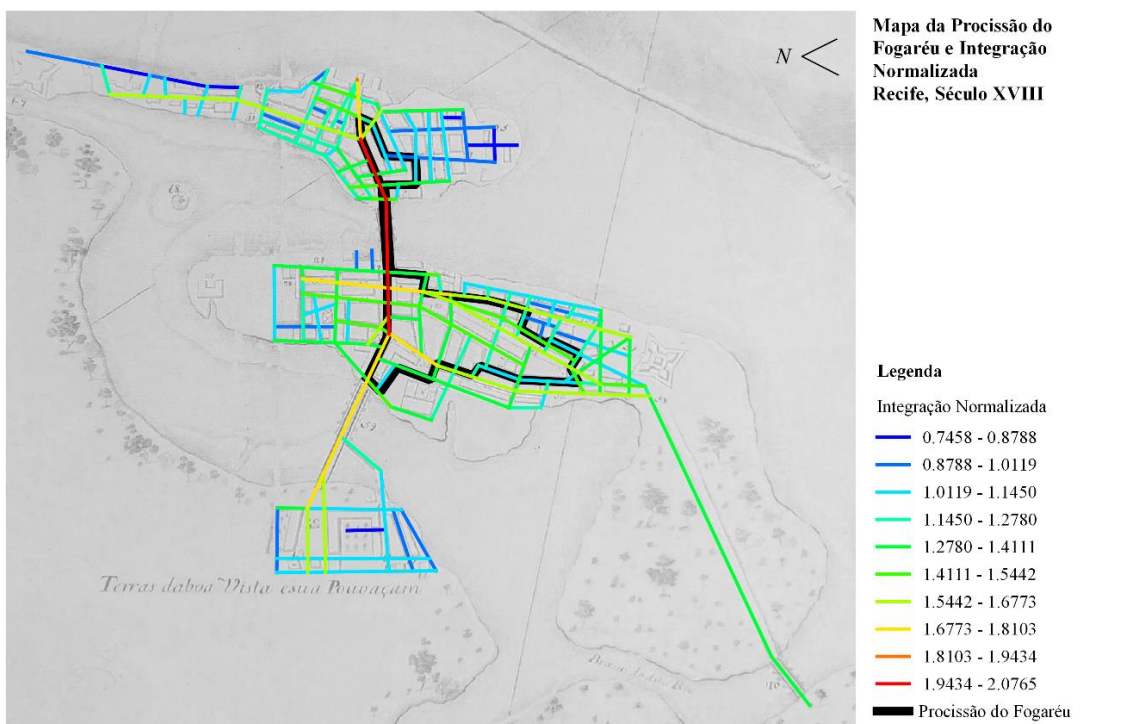 Mapa da Procissão do
Fogaréu e Integração
Normalizada
Recife, Século XVIII
N
Legenda
Integração Normalizada
0.7458 - 0.8788
0.8788 - 1.0119
1.0119 - 1.1450
1.1450 - 1.2780
1.2780 - 1.4111
1.4111 - 1.5442
1.5442 - 1.6773
1.6773 - 1.8103
1.8103 - 1.9434
1.9434 - 2.0765
Procissão do Fogaréu
Terras daboa Vista esua Pouoaçam